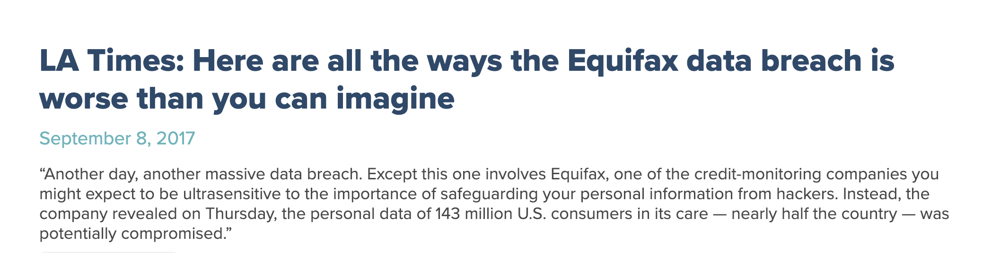 LA Times: Here are all the ways the Equifax data breach is
worse than you can imagine
September 8, 2017
“Another day, another massive data breach. Except this one involves Equifax, one of the credit-monitoring companies you
might expect to be ultrasensitive to the importance of safeguarding your personal information from hackers. Instead, the
company revealed on Thursday, the personal data of 143 million U.S. consumers in its care — nearly half the country — was
potentially compromised.”